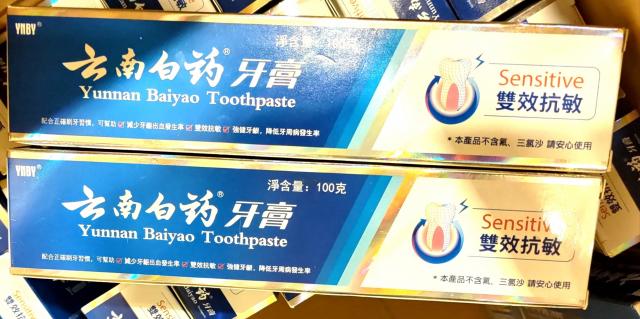 YNBY
淨含量：100克
云南白药® 牙膏
Yunnan Baiyao Toothpaste
配合正確刷牙習慣，可幫助 減少牙齦出血發生率 雙效抗敏 強健牙齦，降低牙周病發生率
Sensitive
雙效抗敏
* 本產品不含氟、三氯沙 請安心使用
YNBY
淨含量：100克
云南白药® 牙膏
Yunnan Baiyao Toothpaste
配合正確刷牙習慣，可幫助 減少牙齦出血發生率 雙效抗敏 強健牙齦，降低牙周病發生率
Sensitive
雙效抗敏
* 本產品不含氟、三氯沙 請安心使用